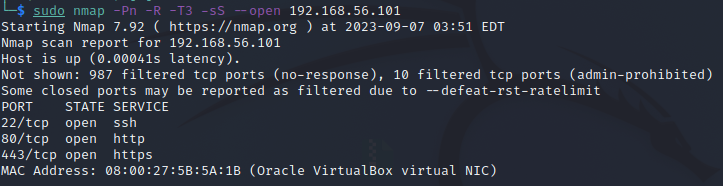 └─$ sudo nmap -Pn -R -T3 -sS --open 192.168.56.101
Starting Nmap 7.92 ( https://nmap.org ) at 2023-09-07 03:51 EDT
Nmap scan report for 192.168.56.101
Host is up (0.00041s latency).
Not shown: 987 filtered tcp ports (no-response), 10 filtered tcp ports (admin-prohibited)
Some closed ports may be reported as filtered due to --defeat-rst-ratelimit
PORT    STATE SERVICE
22/tcp  open  ssh
80/tcp  open  http
443/tcp open  https
MAC Address: 08:00:27:5B:5A:1B (Oracle VirtualBox virtual NIC)